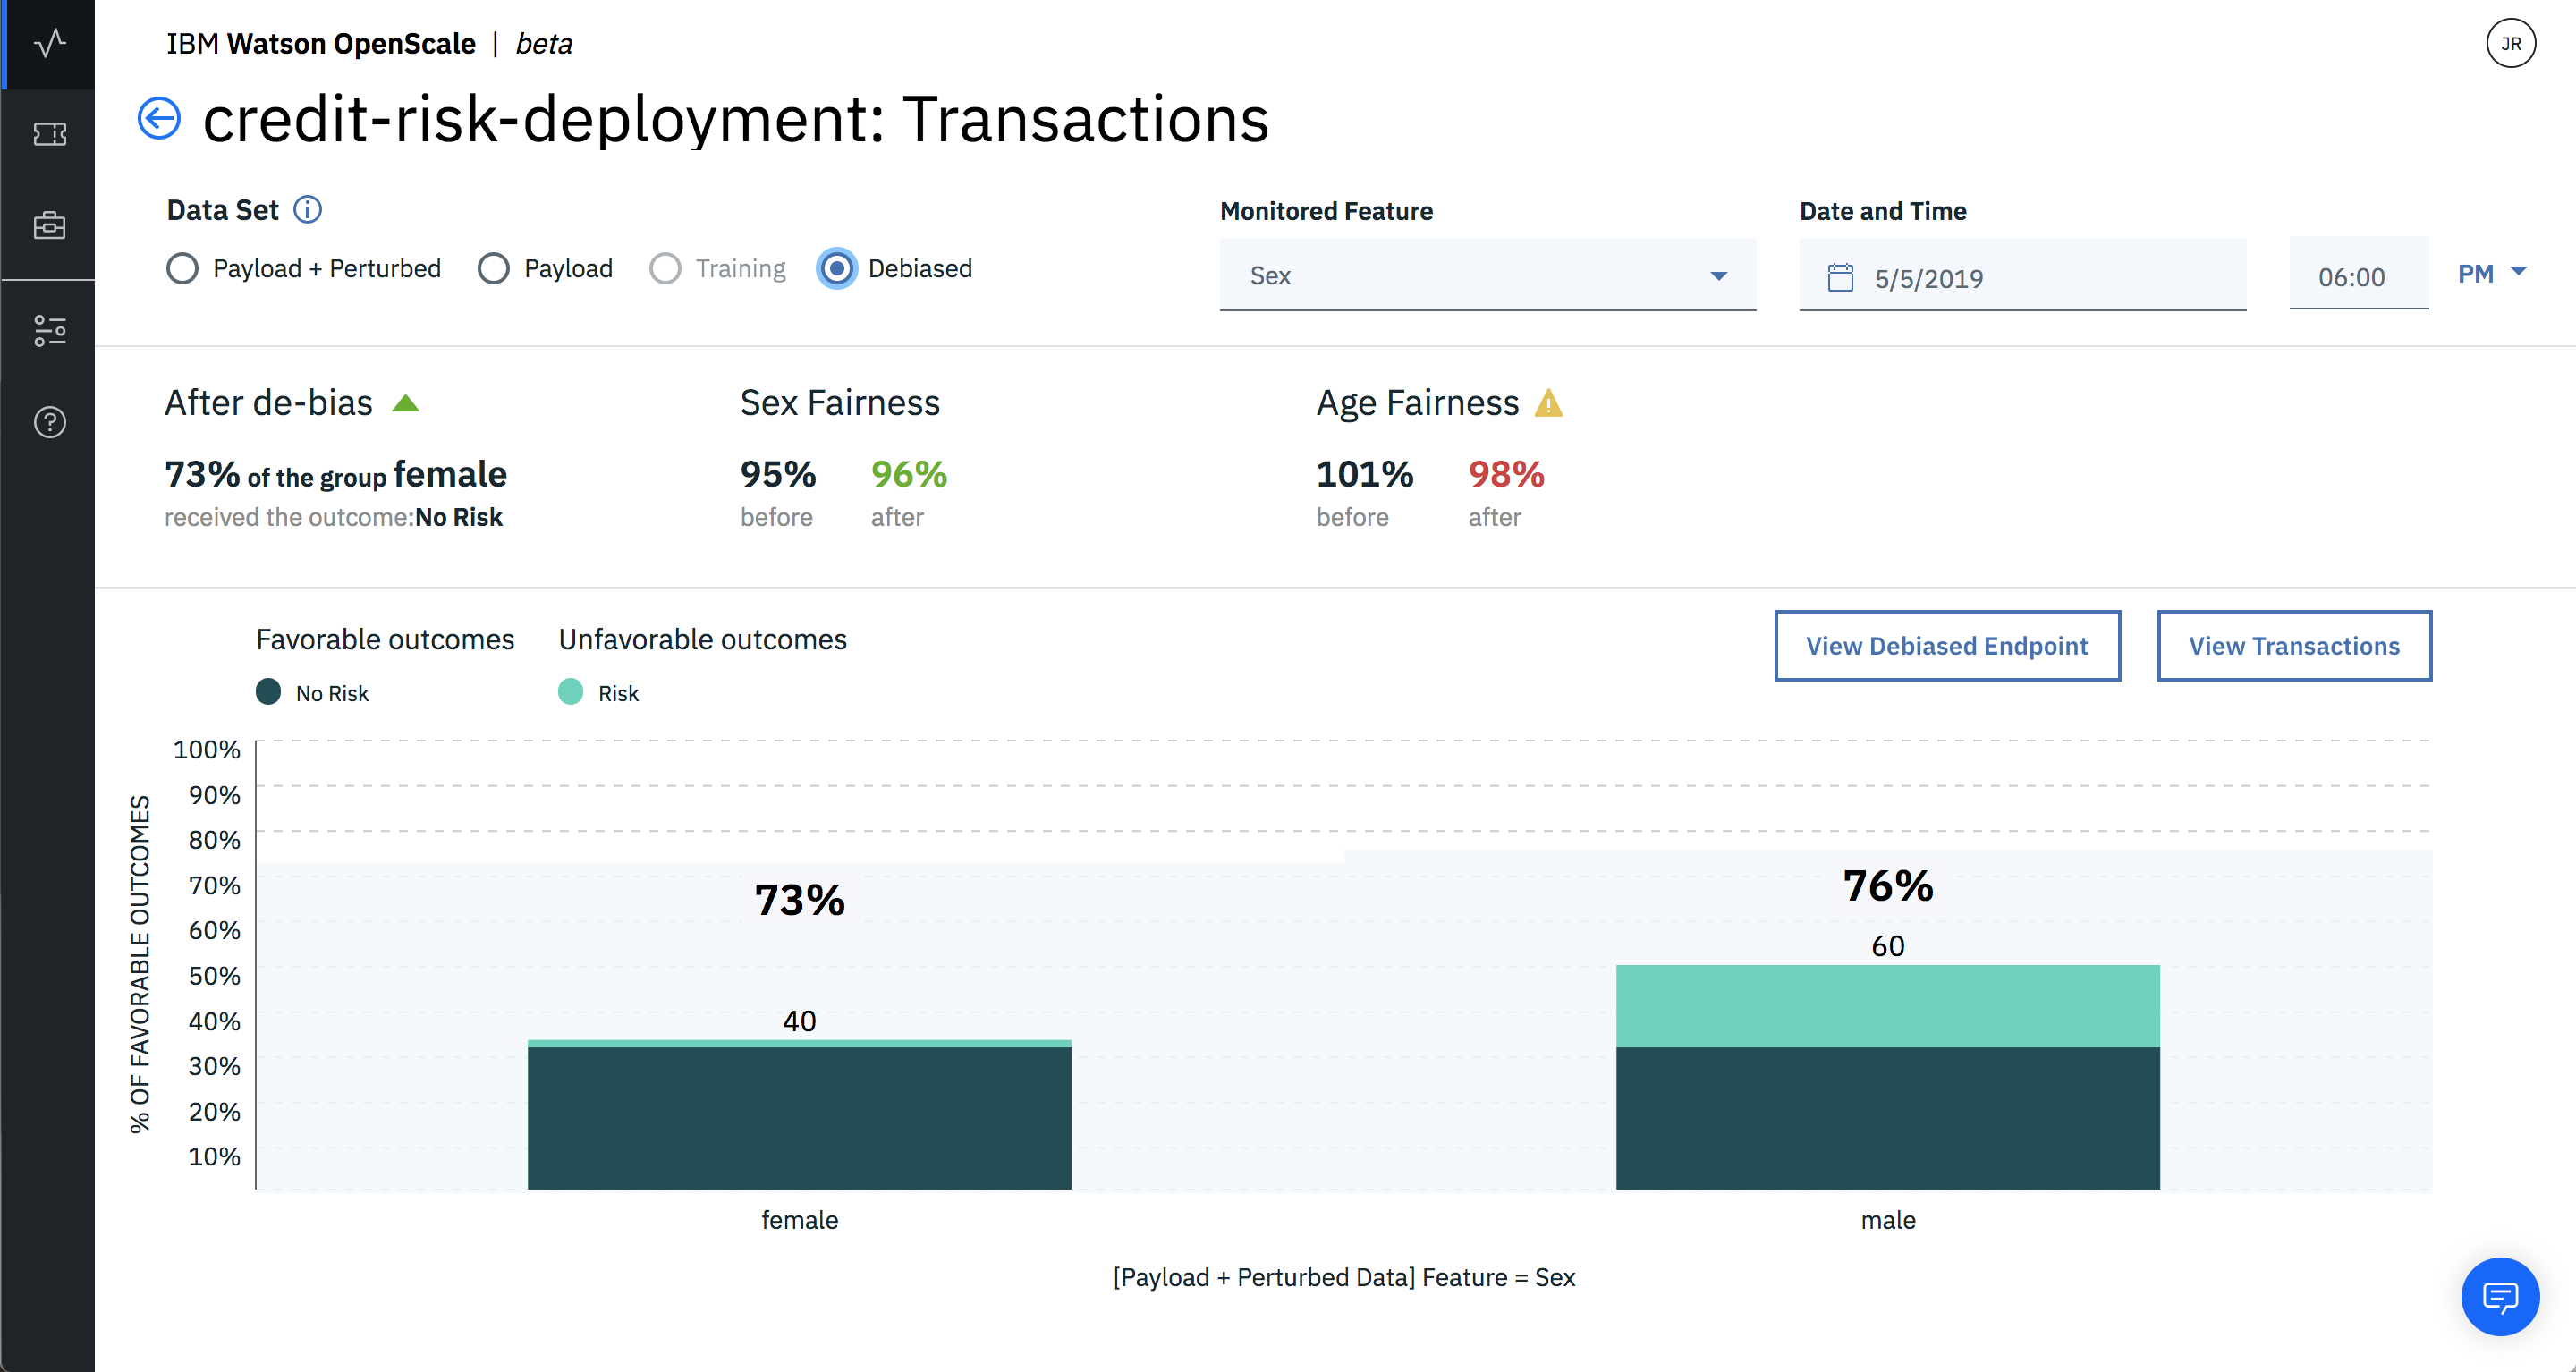 IBM Watson OpenScale | beta
JR
credit-risk-deployment: Transactions
Data Set
Payload + Perturbed
Payload
Training
Debiased
Monitored Feature
Sex
Date and Time
5/5/2019
06:00
PM
After de-bias
73% of the group female
received the outcome:No Risk
Sex Fairness
95%
96%
before
after
Age Fairness
101%
98%
before
after
Favorable outcomes
Unfavorable outcomes
No Risk
Risk
View Debiased Endpoint
View Transactions
% OF FAVORABLE OUTCOMES
100%
90%
80%
70%
60%
50%
40%
30%
20%
10%
73%
40
76%
60
female
male
[Payload + Perturbed Data] Feature = Sex